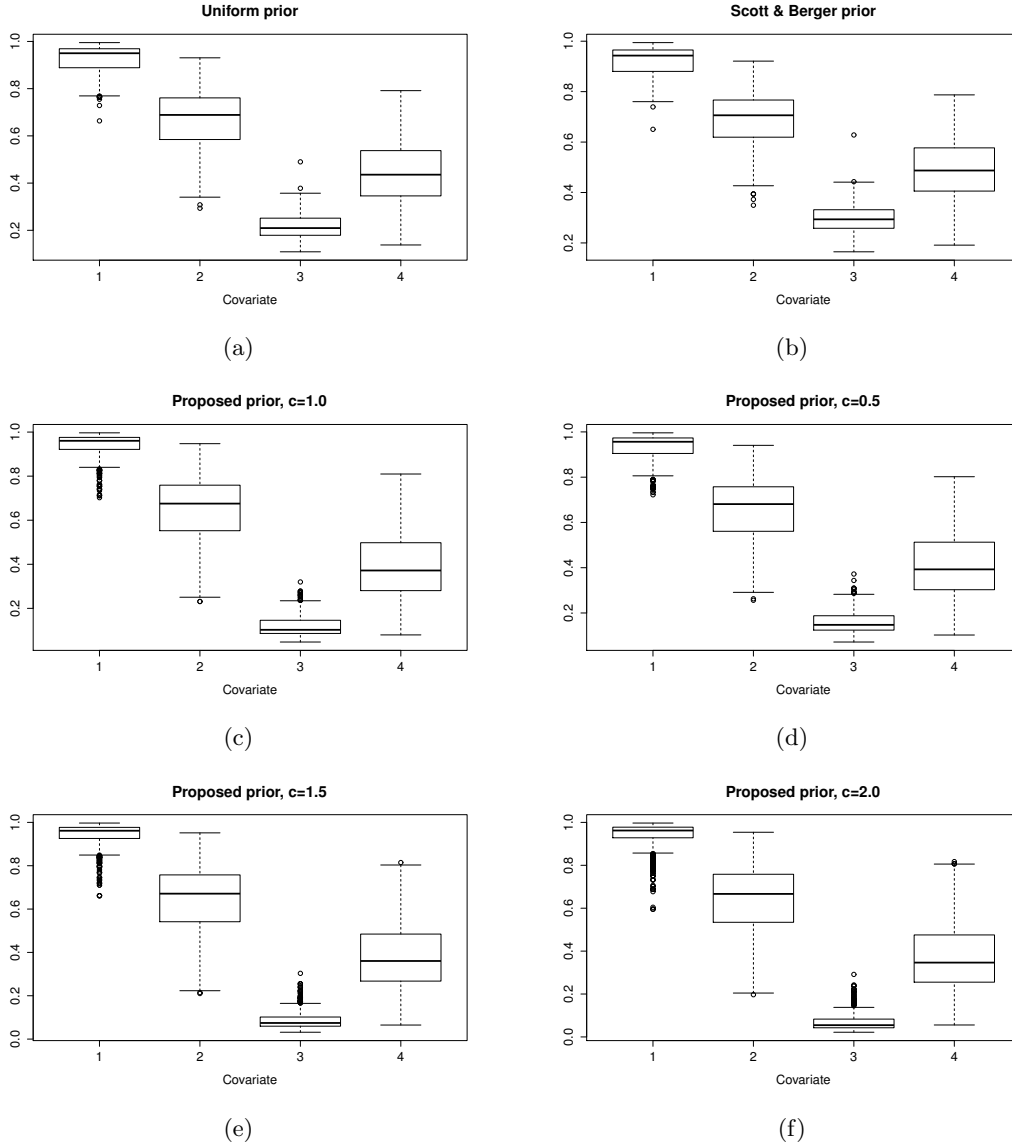 Uniform prior
1.0
0.8
0.6
0.4
0.2
1 2 3 4
Covariate
(a)
Scott & Berger prior
1.0
0.8
0.6
0.4
0.2
1 2 3 4
Covariate
(b)
Proposed prior, c=1.0
1.0
0.8
0.6
0.4
0.2
1 2 3 4
Covariate
(c)
Proposed prior, c=0.5
1.0
0.8
0.6
0.4
0.2
1 2 3 4
Covariate
(d)
Proposed prior, c=1.5
1.0
0.8
0.6
0.4
0.2
0.0
1 2 3 4
Covariate
(e)
Proposed prior, c=2.0
1.0
0.8
0.6
0.4
0.2
0.0
1 2 3 4
Covariate
(f)